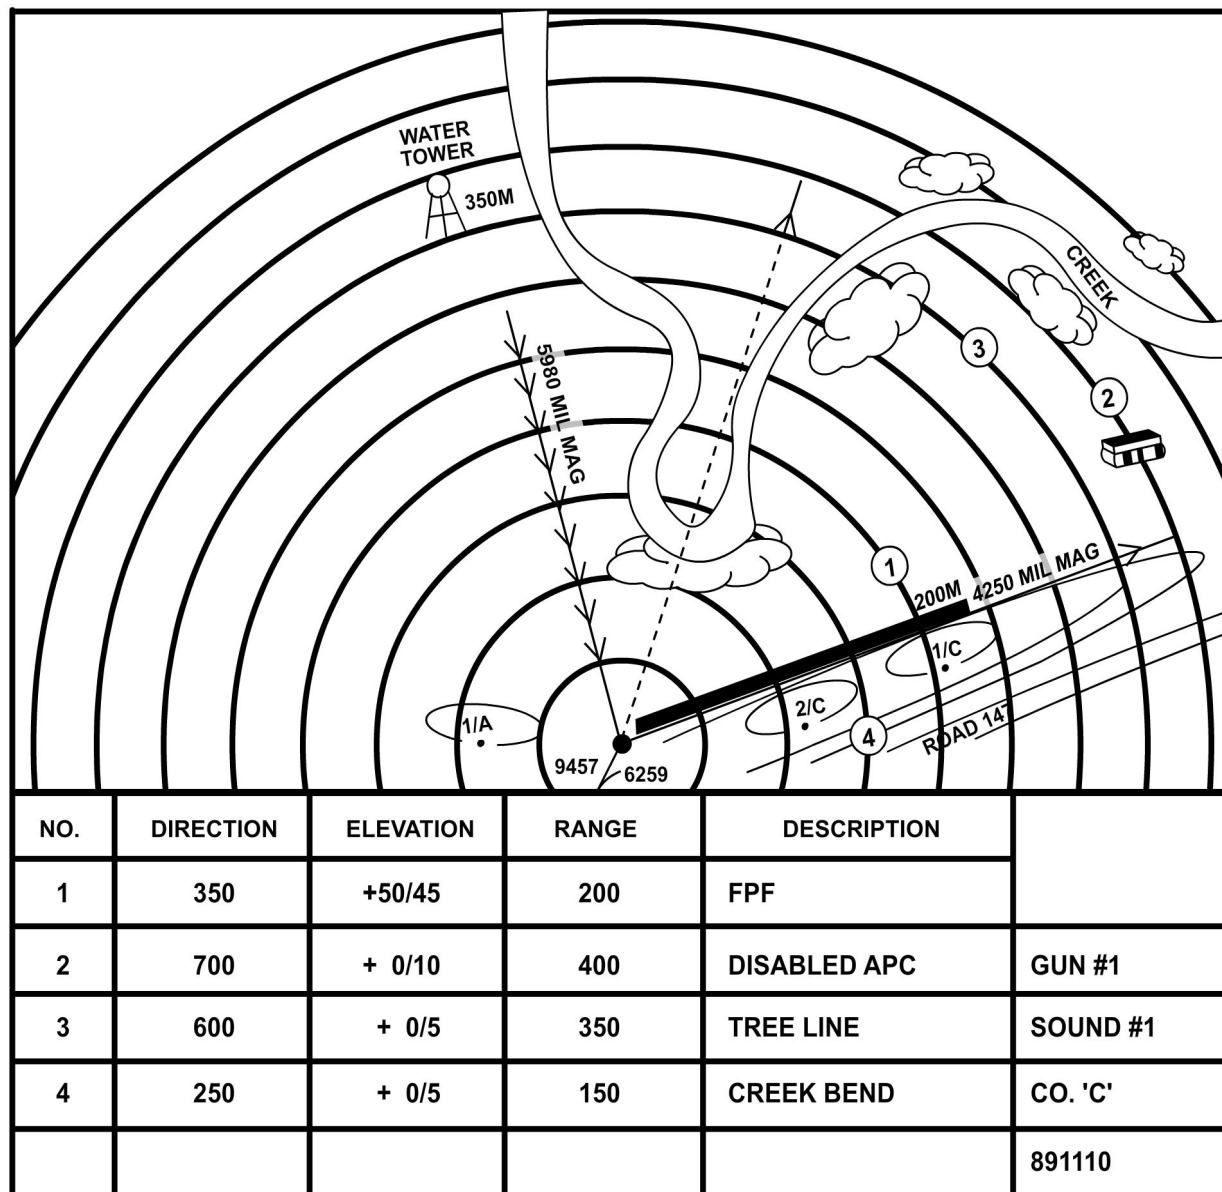 WATER
TOWER
350M
CREEK
3
2
5980 MIL MAG
1
200M
4250 MIL MAG
1/C
1/A
2/C
4
ROAD 147
9457
6259
NO. DIRECTION ELEVATION RANGE DESCRIPTION
1 350 +50/45 200 FPF
2 700 + 0/10 400 DISABLED APC GUN #1
3 600 + 0/5 350 TREE LINE SOUND #1
4 250 + 0/5 150 CREEK BEND CO. 'C'
891110